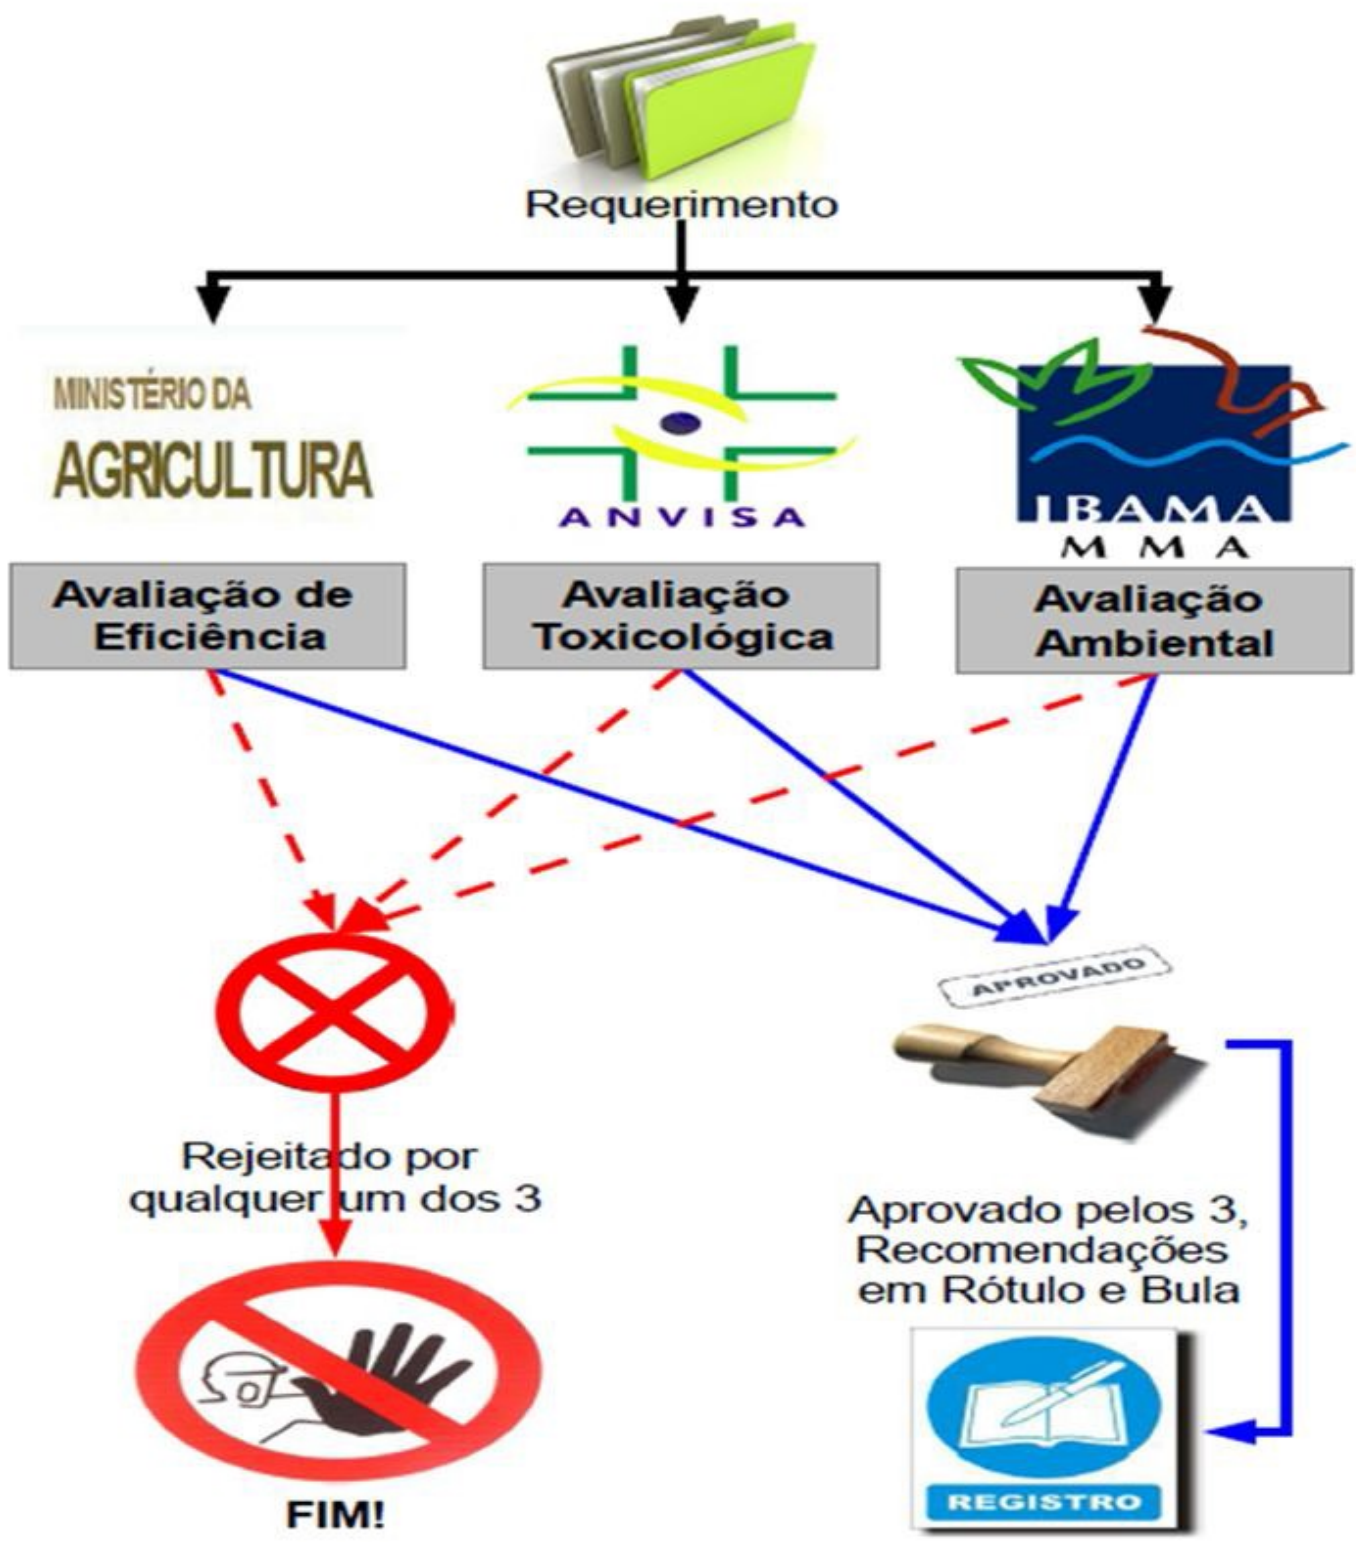 Requerimento
MINISTÉRIO DA
AGRICULTURA
ANVISA
IBAMA
M M A
Avaliação de
Eficiência
Avaliação
Toxicológica
Avaliação
Ambiental
APROVADO
Rejeitado por
qualquer um dos 3
Aprovado pelos 3,
Recomendações
em Rótulo e Bula
FIM!
REGISTRO